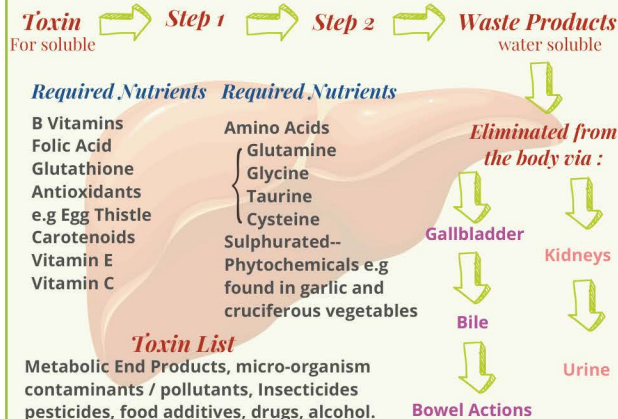 Toxin
For soluble
Step 1
Step 2
Waste Products
water soluble
Required Nutrients
B Vitamins
Folic Acid
Glutathione
Antioxidants
e.g Egg Thistle
Carotenoids
Vitamin E
Vitamin C
Required Nutrients
Amino Acids
Glutamine
Glycine
Taurine
Cysteine
Sulphurated--
Phytochemicals e.g
found in garlic and
cruciferous vegetables
Eliminated from
the body via :
Gallbladder
Bile
Bowel Actions
Kidneys
Urine
Toxin List
Metabolic End Products, micro-organism
contaminants / pollutants, Insecticides
pesticides, food additives, drugs, alcohol.